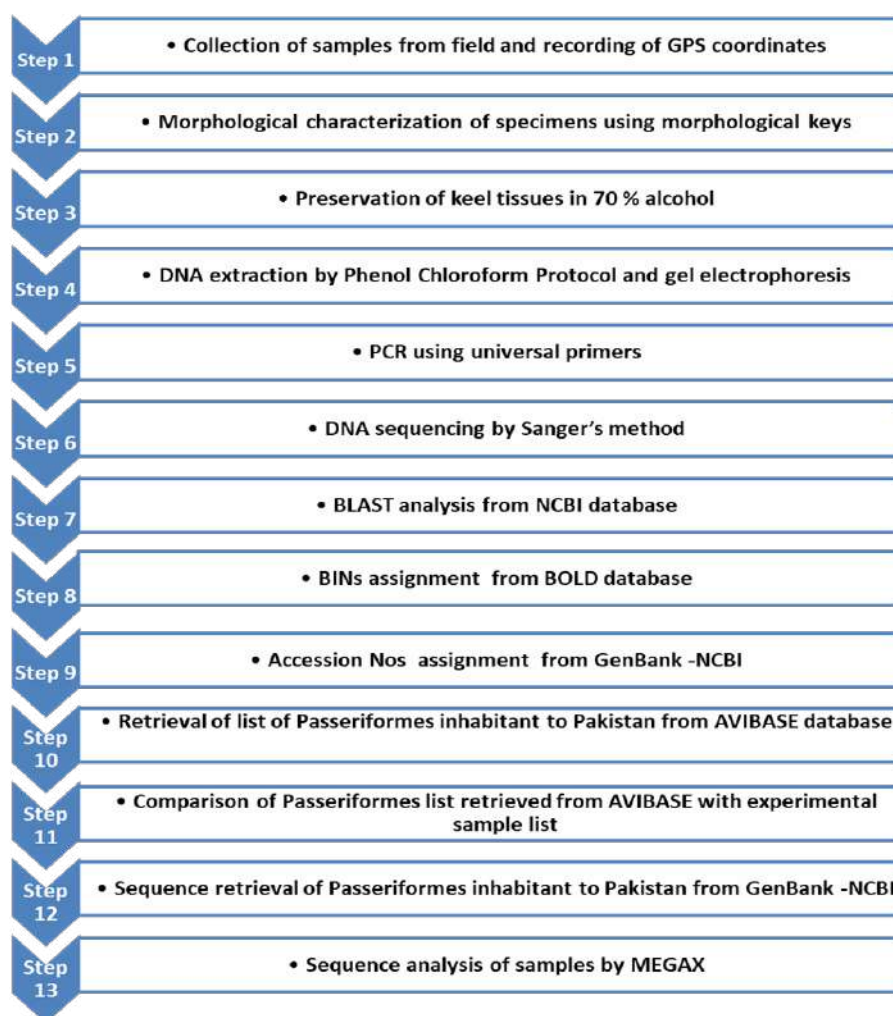 Step 1
• Collection of samples from field and recording of GPS coordinates
Step 2
• Morphological characterization of specimens using morphological keys
Step 3
• Preservation of keel tissues in 70 % alcohol
Step 4
• DNA extraction by Phenol Chloroform Protocol and gel electrophoresis
Step 5
• PCR using universal primers
Step 6
• DNA sequencing by Sanger's method
Step 7
• BLAST analysis from NCBI database
Step 8
• BINs assignment from BOLD database
Step 9
• Accession Nos assignment from GenBank -NCBI
Step
10
• Retrieval of list of Passeriformes inhabitant to Pakistan from AVIBASE database
Step
11
• Comparison of Passeriformes list retrieved from AVIBASE with experimental
sample list
Step
12
• Sequence retrieval of Passeriformes inhabitant to Pakistan from GenBank -NCBI
Step
13
• Sequence analysis of samples by MEGAX